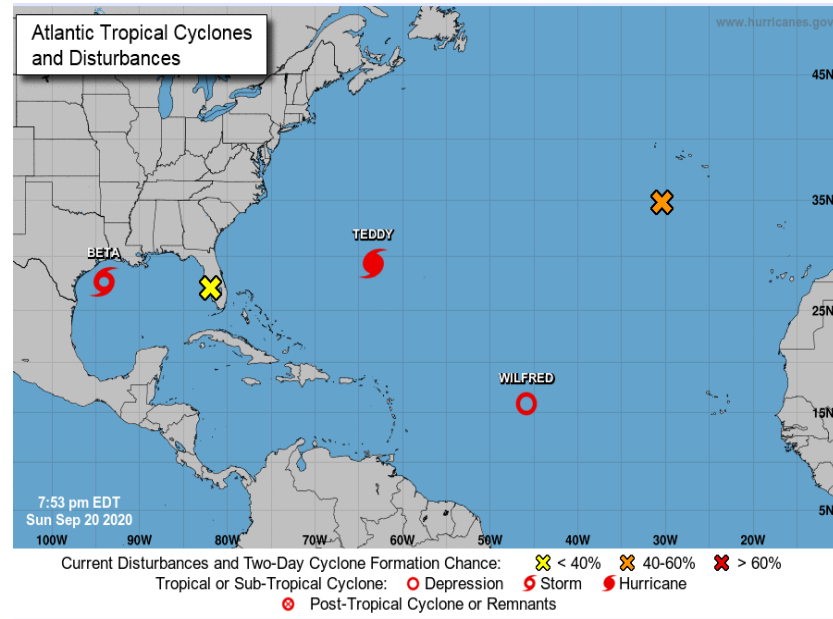 Atlantic Tropical Cyclones
and Disturbances
www.hurricanes.gov
45N
35N
TEDDY
BETA
25N
WILFRED
15N
7:53 pm EDT
Sun Sep 20 2020
5N
100W 90W 80W 70W 60W 50W 40W 30W 20W
Current Disturbances and Two-Day Cyclone Formation Chance: < 40% 40-60% > 60%
Tropical or Sub-Tropical Cyclone: Depression Storm Hurricane
Post-Tropical Cyclone or Remnants